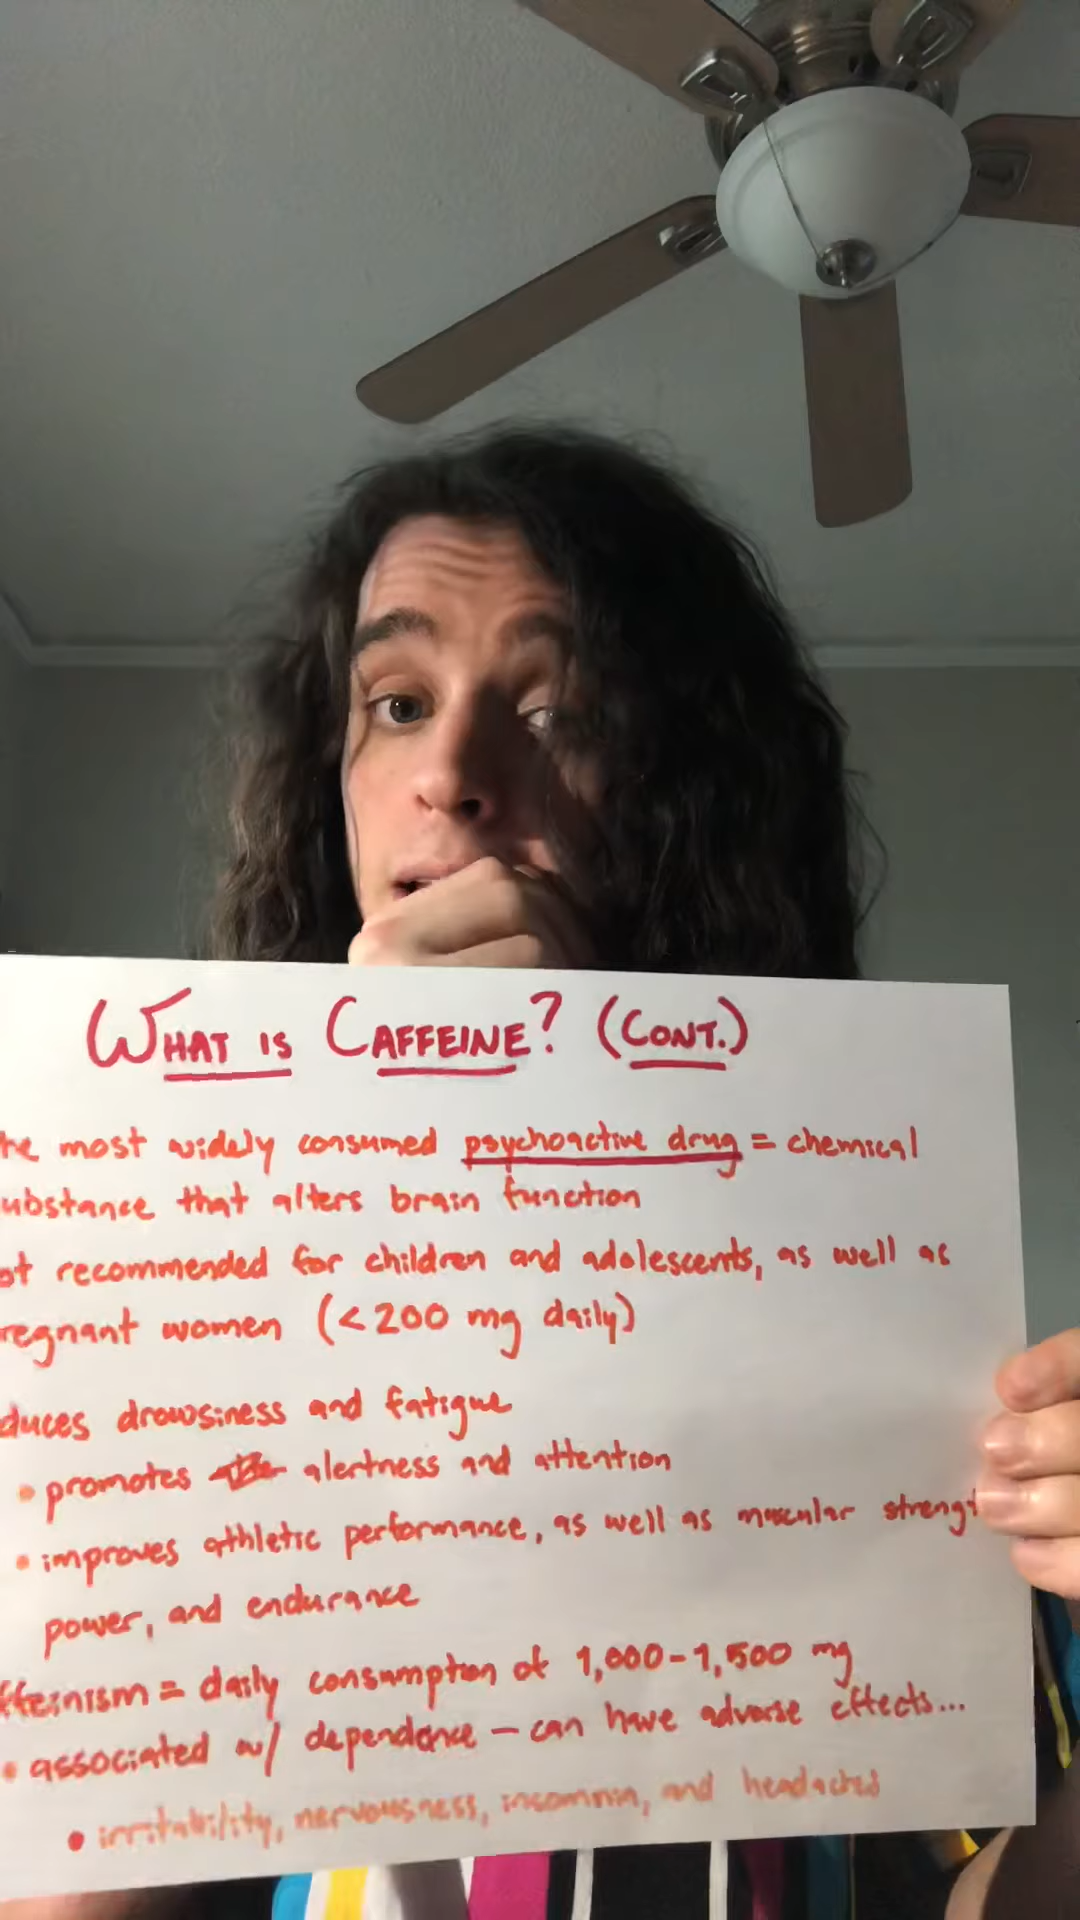 WHAT IS CAFFEINE? (CONT.)
he most widely consumed psychoactive drug = chemical
ubstance that alters brain function
ot recommended for children and adolescents, as well as
regnant women (<200 mg daily)
duces drowsiness and fatigue
• promotes alertness and attention
• improves athletic performance, as well as muscular strengt
power, and endurance
ffeinism = daily consumption of 1,000-1,500 mg
• associated w/ dependence — can have adverse effects...
• irritability, nervousness, insomnia, and headaches